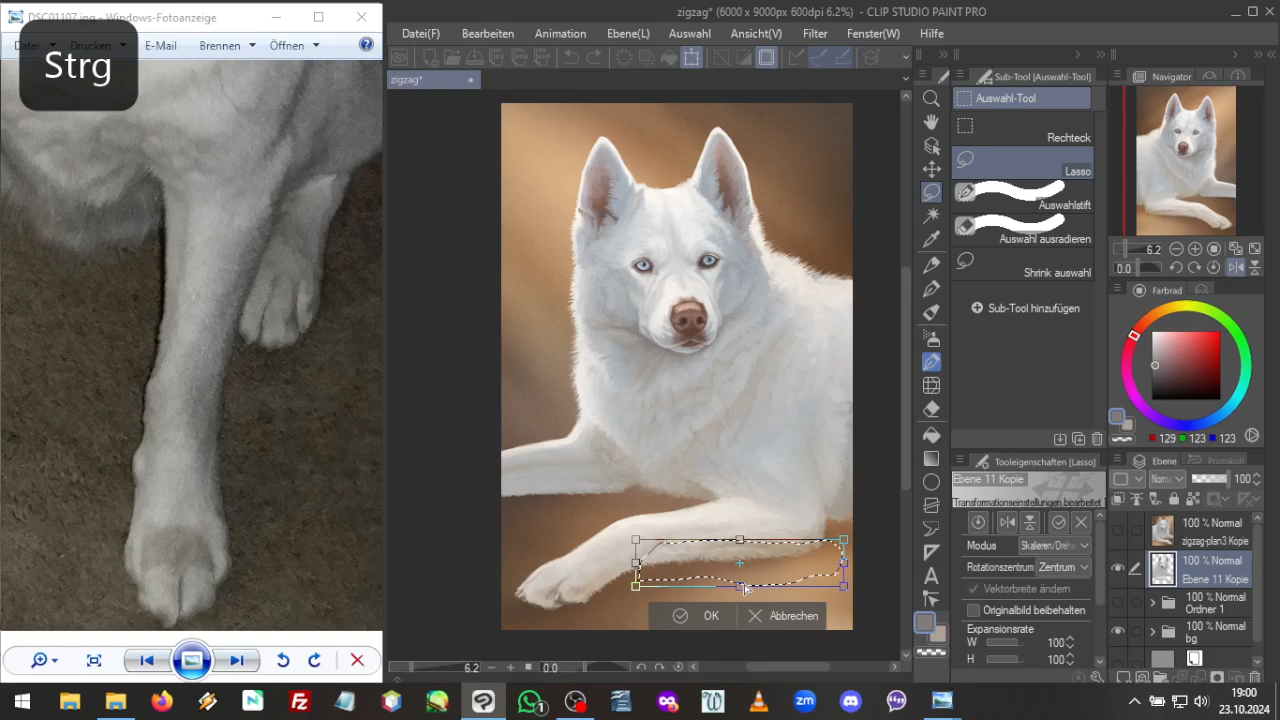 DSC01107.jpg - Windows-Fotoanzeige
Datei Drucken E-Mail Brennen Öffnen
Strg
zigzag* (6000 x 9000px 600dpi 6.2%) - CLIP STUDIO PAINT PRO
Datei(F) Bearbeiten Animation Ebene(L) Auswahl Ansicht(V) Filter Fenster(W) Hilfe
zigzag*
OK Abbrechen
6.2 0.0
Sub-Tool [Auswahl-Tool]
Auswahl-Tool
Rechteck
Lasso
Auswahlstift
Auswahl ausradieren
Shrink auswahl
Sub-Tool hinzufügen
Tooleigenschaften [Lasso]
Ebene 11 Kopie
Transformationseinstellungen bearbeitet
Modus Skalieren/Drehe
Rotationszentrum Zentrum
Vektorbreite ändern
Originalbild beibehalten
Expansionsrate
W 100
H 100
Navigator
6.2
0.0
Farbrad
129 123 123
Ebene Protokoll
Normal 100
100 % Normal
zigzag-plan3 Kopie
100 % Normal
Ebene 11 Kopie
100 % Normal
Ordner 1
100 % Normal
bg
19:00
23.10.2024